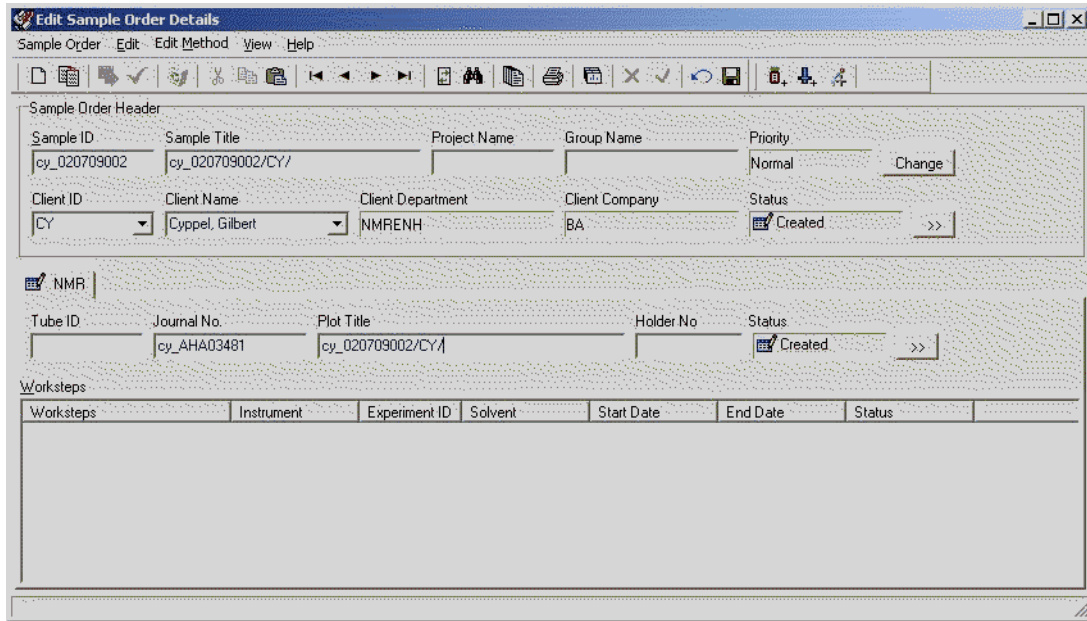 Edit Sample Order Details
Sample Order Edit Edit Method View Help
Sample Order Header
Sample ID Sample Title Project Name Group Name Priority
cy_020709002 cy_020709002/CY/ Normal Change
Client ID Client Name Client Department Client Company Status
CY Cyppel, Gilbert NMRENH BA Created >>
NMR
Tube ID Journal No. Plot Title Holder No Status
cy_AHA03481 cy_020709002/CY/ Created >>
Worksteps
Worksteps Instrument Experiment ID Solvent Start Date End Date Status